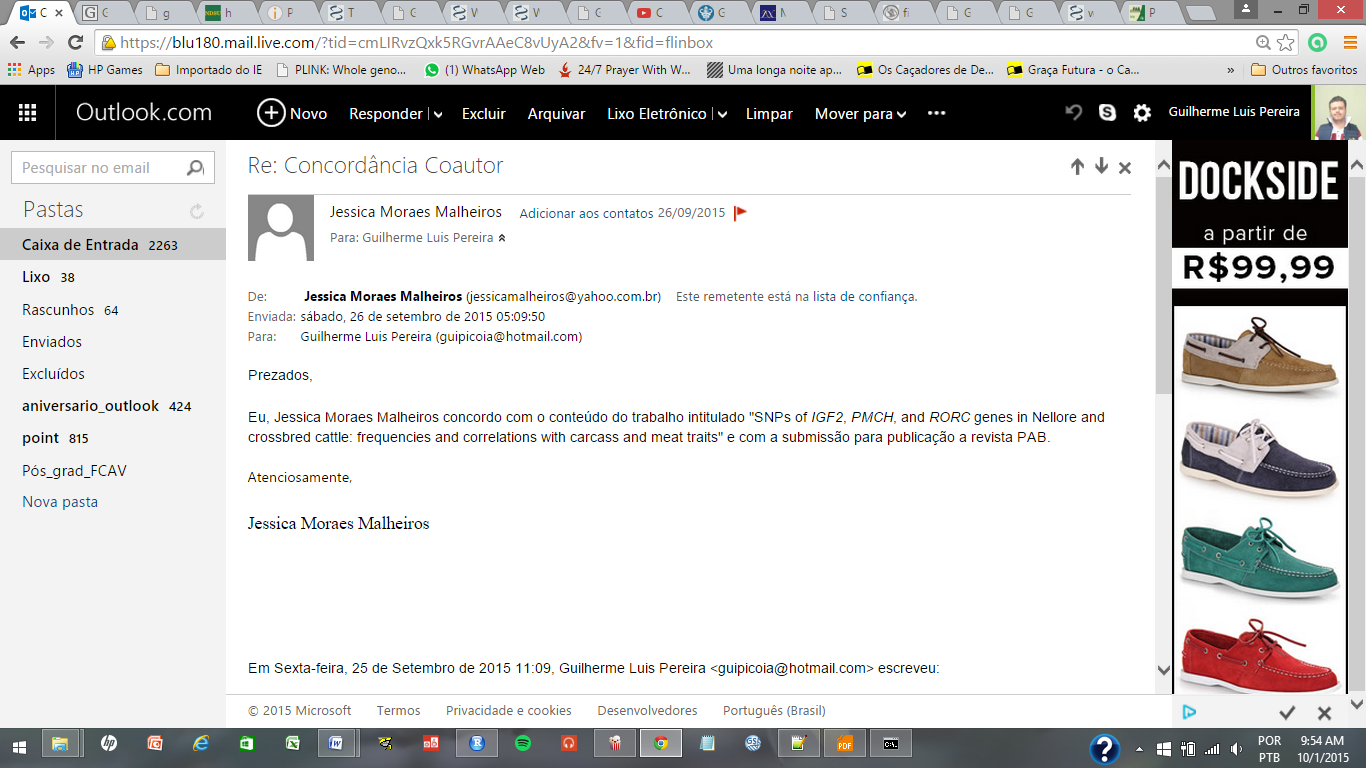 C
G
g
h
P
T
C
V
V
C
C
G
M
S
fi
G
G
v
P
https://blu180.mail.live.com/?tid=cmLIRvzQxk5RGvrAAeC8vUyA2&fv=1&fid=flinbox
Apps HP Games Importado do IE PLINK: Whole geno... (1) WhatsApp Web 24/7 Prayer With W... Uma longa noite ap... Os Caçadores de De... Graça Futura - o Ca... » Outros favoritos
Outlook.com Novo Responder Excluir Arquivar Lixo Eletrônico Limpar Mover para ••• Guilherme Luis Pereira
Pesquisar no email
Pastas
Caixa de Entrada 2263
Lixo 38
Rascunhos 64
Enviados
Excluídos
aniversario_outlook 424
point 815
Pós_grad_FCAV
Nova pasta
Re: Concordância Coautor
Jessica Moraes Malheiros Adicionar aos contatos 26/09/2015
Para: Guilherme Luis Pereira
De: Jessica Moraes Malheiros (jessicamalheiros@yahoo.com.br) Este remetente está na lista de confiança.
Enviada: sábado, 26 de setembro de 2015 05:09:50
Para: Guilherme Luis Pereira (guipicoia@hotmail.com)
Prezados,
Eu, Jessica Moraes Malheiros concordo com o conteúdo do trabalho intitulado "SNPs of IGF2, PMCH, and RORC genes in Nellore and
crossbred cattle: frequencies and correlations with carcass and meat traits" e com a submissão para publicação a revista PAB.
Atenciosamente,
Jessica Moraes Malheiros
Em Sexta-feira, 25 de Setembro de 2015 11:09, Guilherme Luis Pereira <guipicoia@hotmail.com> escreveu:
© 2015 Microsoft Termos Privacidade e cookies Desenvolvedores Português (Brasil)
DOCKSIDE
a partir de
R$99,99
POR
PTB
9:54 AM
10/1/2015